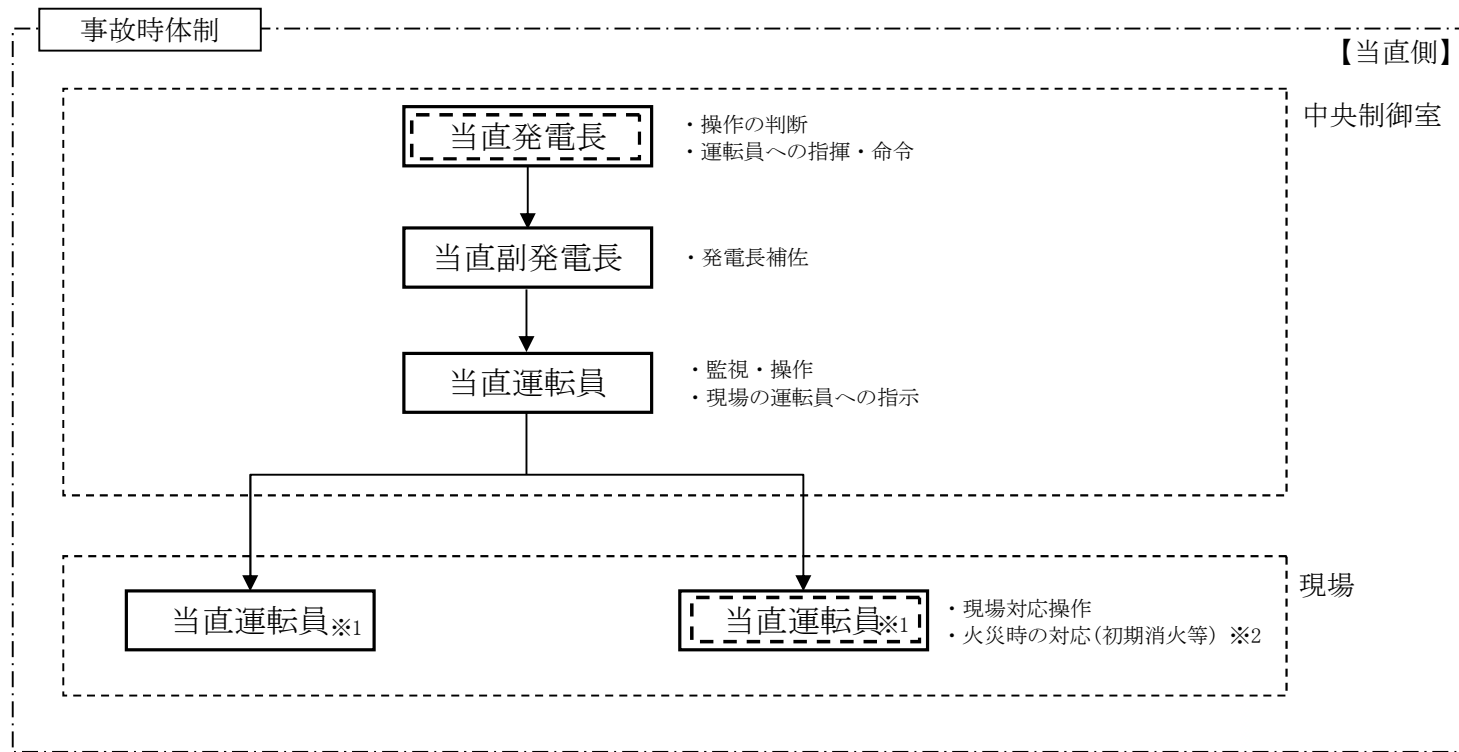 事故時体制
【当直側】
中央制御室
当直発電長
・操作の判断
・運転員への指揮・命令
当直副発電長
・発電長補佐
当直運転員
・監視・操作
・現場の運転員への指示
現場
当直運転員※1
当直運転員※1
・現場対応操作
・火災時の対応(初期消火等) ※2